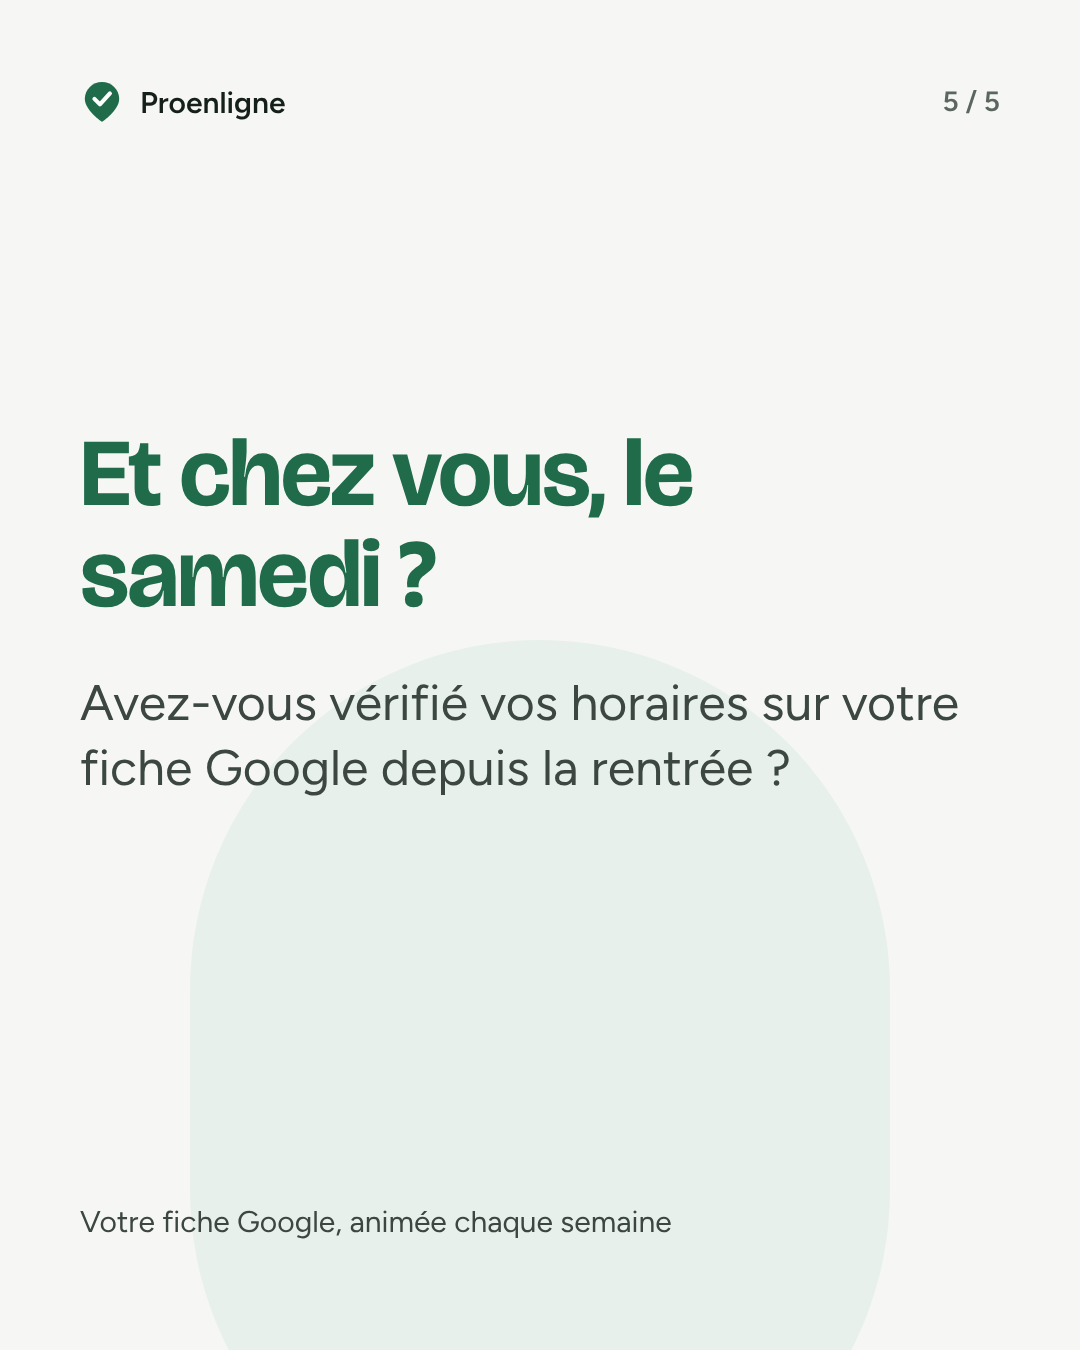 Proenligne
5 / 5
Et chez vous, le
samedi ?
Avez-vous vérifié vos horaires sur votre
fiche Google depuis la rentrée ?
Votre fiche Google, animée chaque semaine